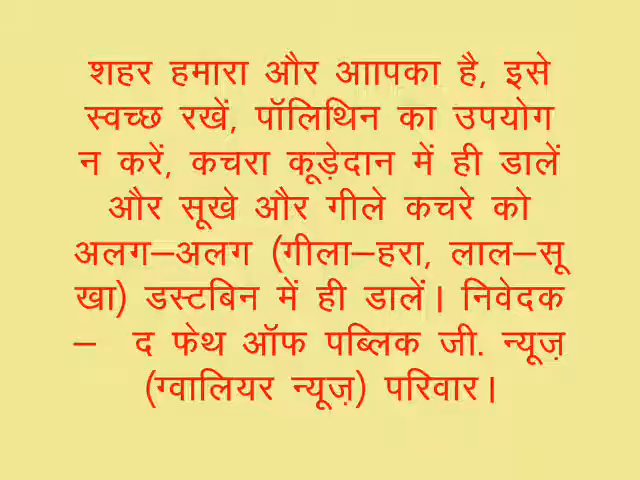 शहर हमारा और आापका है, इसे
स्वच्छ रखें, पॉलिथिन का उपयोग
न करें, कचरा कूड़ेदान में ही डालें
और सूखे और गीले कचरे को
अलग–अलग (गीला–हरा, लाल–सू
खा) डस्टबिन में ही डालें। निवेदक
– द फेथ ऑफ पब्लिक जी. न्यूज़
(ग्वालियर न्यूज़) परिवार।